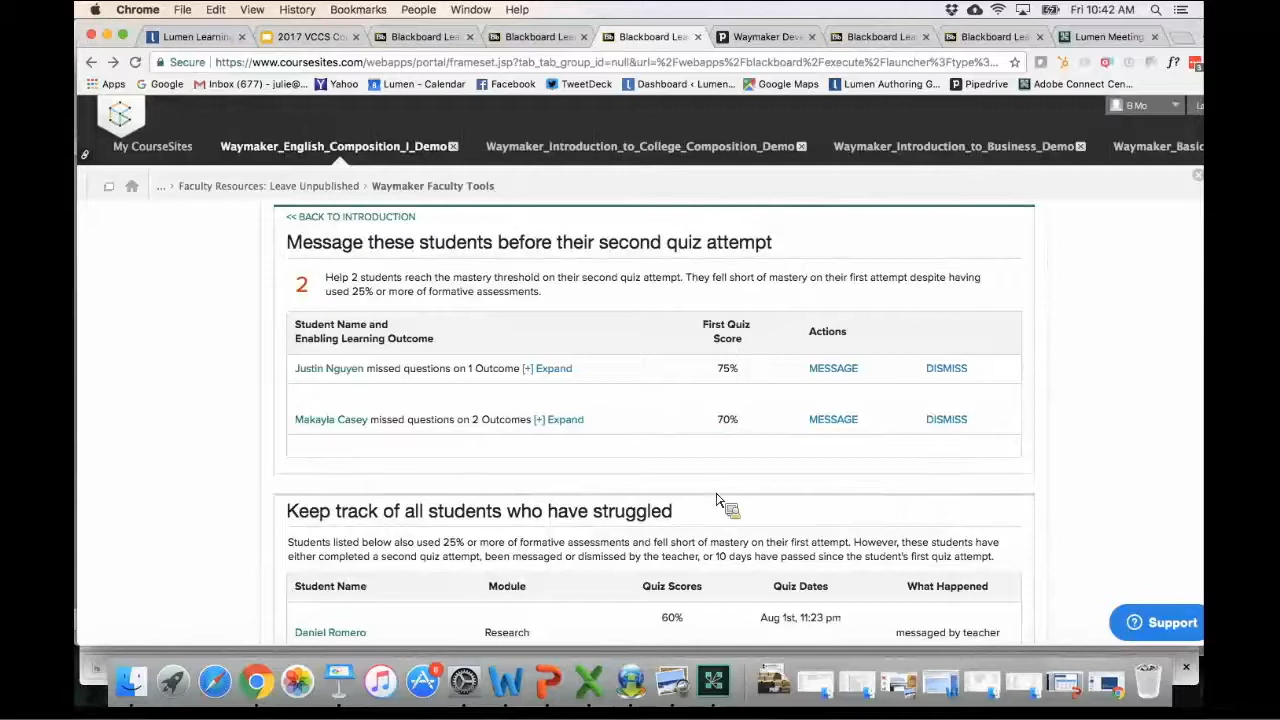 Chrome File Edit View History Bookmarks People Window Help Fri 10:42 AM
Lumen Learning 2017 VCCS Co Blackboard Lea Blackboard Lea Blackboard Lea Waymaker Dev Blackboard Lea Blackboard Lea Lumen Meeting
Secure https://www.coursesites.com/webapps/portal/frameset.jsp?tab_tab_group_id=null&url=%2Fwebapps%2Fblackboard%2Fexecute%2Flauncher%3Ftype%3...
Apps Google Inbox (677) - julie@... Yahoo Lumen - Calendar Facebook TweetDeck Dashboard ‹ Lumen... Google Maps Lumen Authoring G... Pipedrive Adobe Connect Cen... f?
B Mo
My CourseSites Waymaker_English_Composition_I_Demo Waymaker_Introduction_to_College_Composition_Demo Waymaker_Introduction_to_Business_Demo Waymaker_Basic
... > Faculty Resources: Leave Unpublished > Waymaker Faculty Tools
<< BACK TO INTRODUCTION
Message these students before their second quiz attempt
2 Help 2 students reach the mastery threshold on their second quiz attempt. They fell short of mastery on their first attempt despite having
used 25% or more of formative assessments.
Student Name and First Quiz Actions
Enabling Learning Outcome Score
Justin Nguyen missed questions on 1 Outcome [+] Expand 75% MESSAGE DISMISS
Makayla Casey missed questions on 2 Outcomes [+] Expand 70% MESSAGE DISMISS
Keep track of all students who have struggled
Students listed below also used 25% or more of formative assessments and fell short of mastery on their first attempt. However, these students have
either completed a second quiz attempt, been messaged or dismissed by the teacher, or 10 days have passed since the student's first quiz attempt.
Student Name Module Quiz Scores Quiz Dates What Happened
60% Aug 1st, 11:23 pm
Daniel Romero Research messaged by teacher
Support